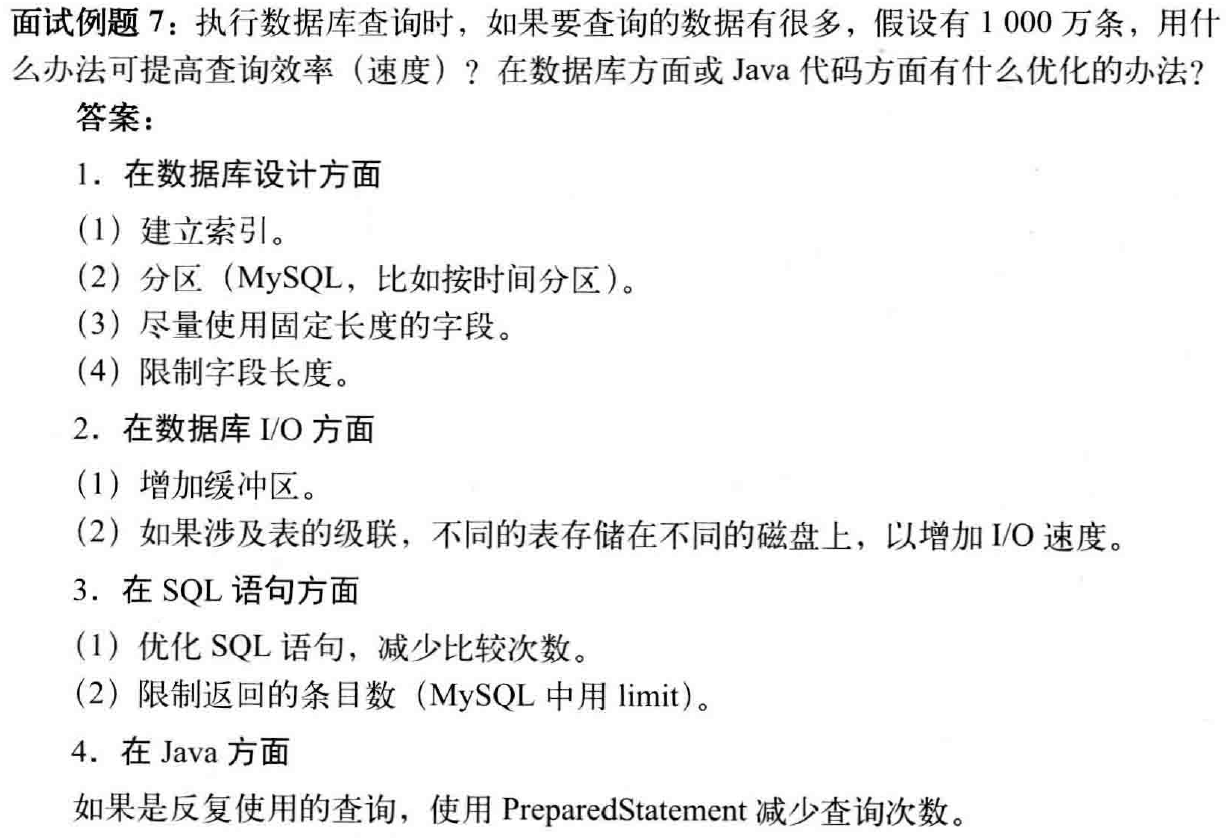 面试例题 7：执行数据库查询时，如果要查询的数据有很多，假设有 1 000 万条，用什
么办法可提高查询效率（速度）？在数据库方面或 Java 代码方面有什么优化的办法？
答案：
1．在数据库设计方面
（1）建立索引。
（2）分区（MySQL，比如按时间分区）。
（3）尽量使用固定长度的字段。
（4）限制字段长度。
2．在数据库 I/O 方面
（1）增加缓冲区。
（2）如果涉及表的级联，不同的表存储在不同的磁盘上，以增加 I/O 速度。
3．在 SQL 语句方面
（1）优化 SQL 语句，减少比较次数。
（2）限制返回的条目数（MySQL 中用 limit）。
4．在 Java 方面
如果是反复使用的查询，使用 PreparedStatement 减少查询次数。